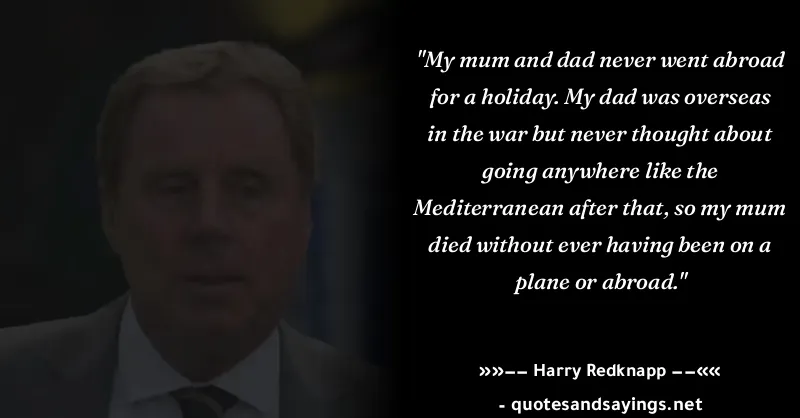 "My mum and dad never went abroad
for a holiday. My dad was overseas
in the war but never thought about
going anywhere like the
Mediterranean after that, so my mum
died without ever having been on a
plane or abroad."
»»−− Harry Redknapp −−««
- quotesandsayings.net